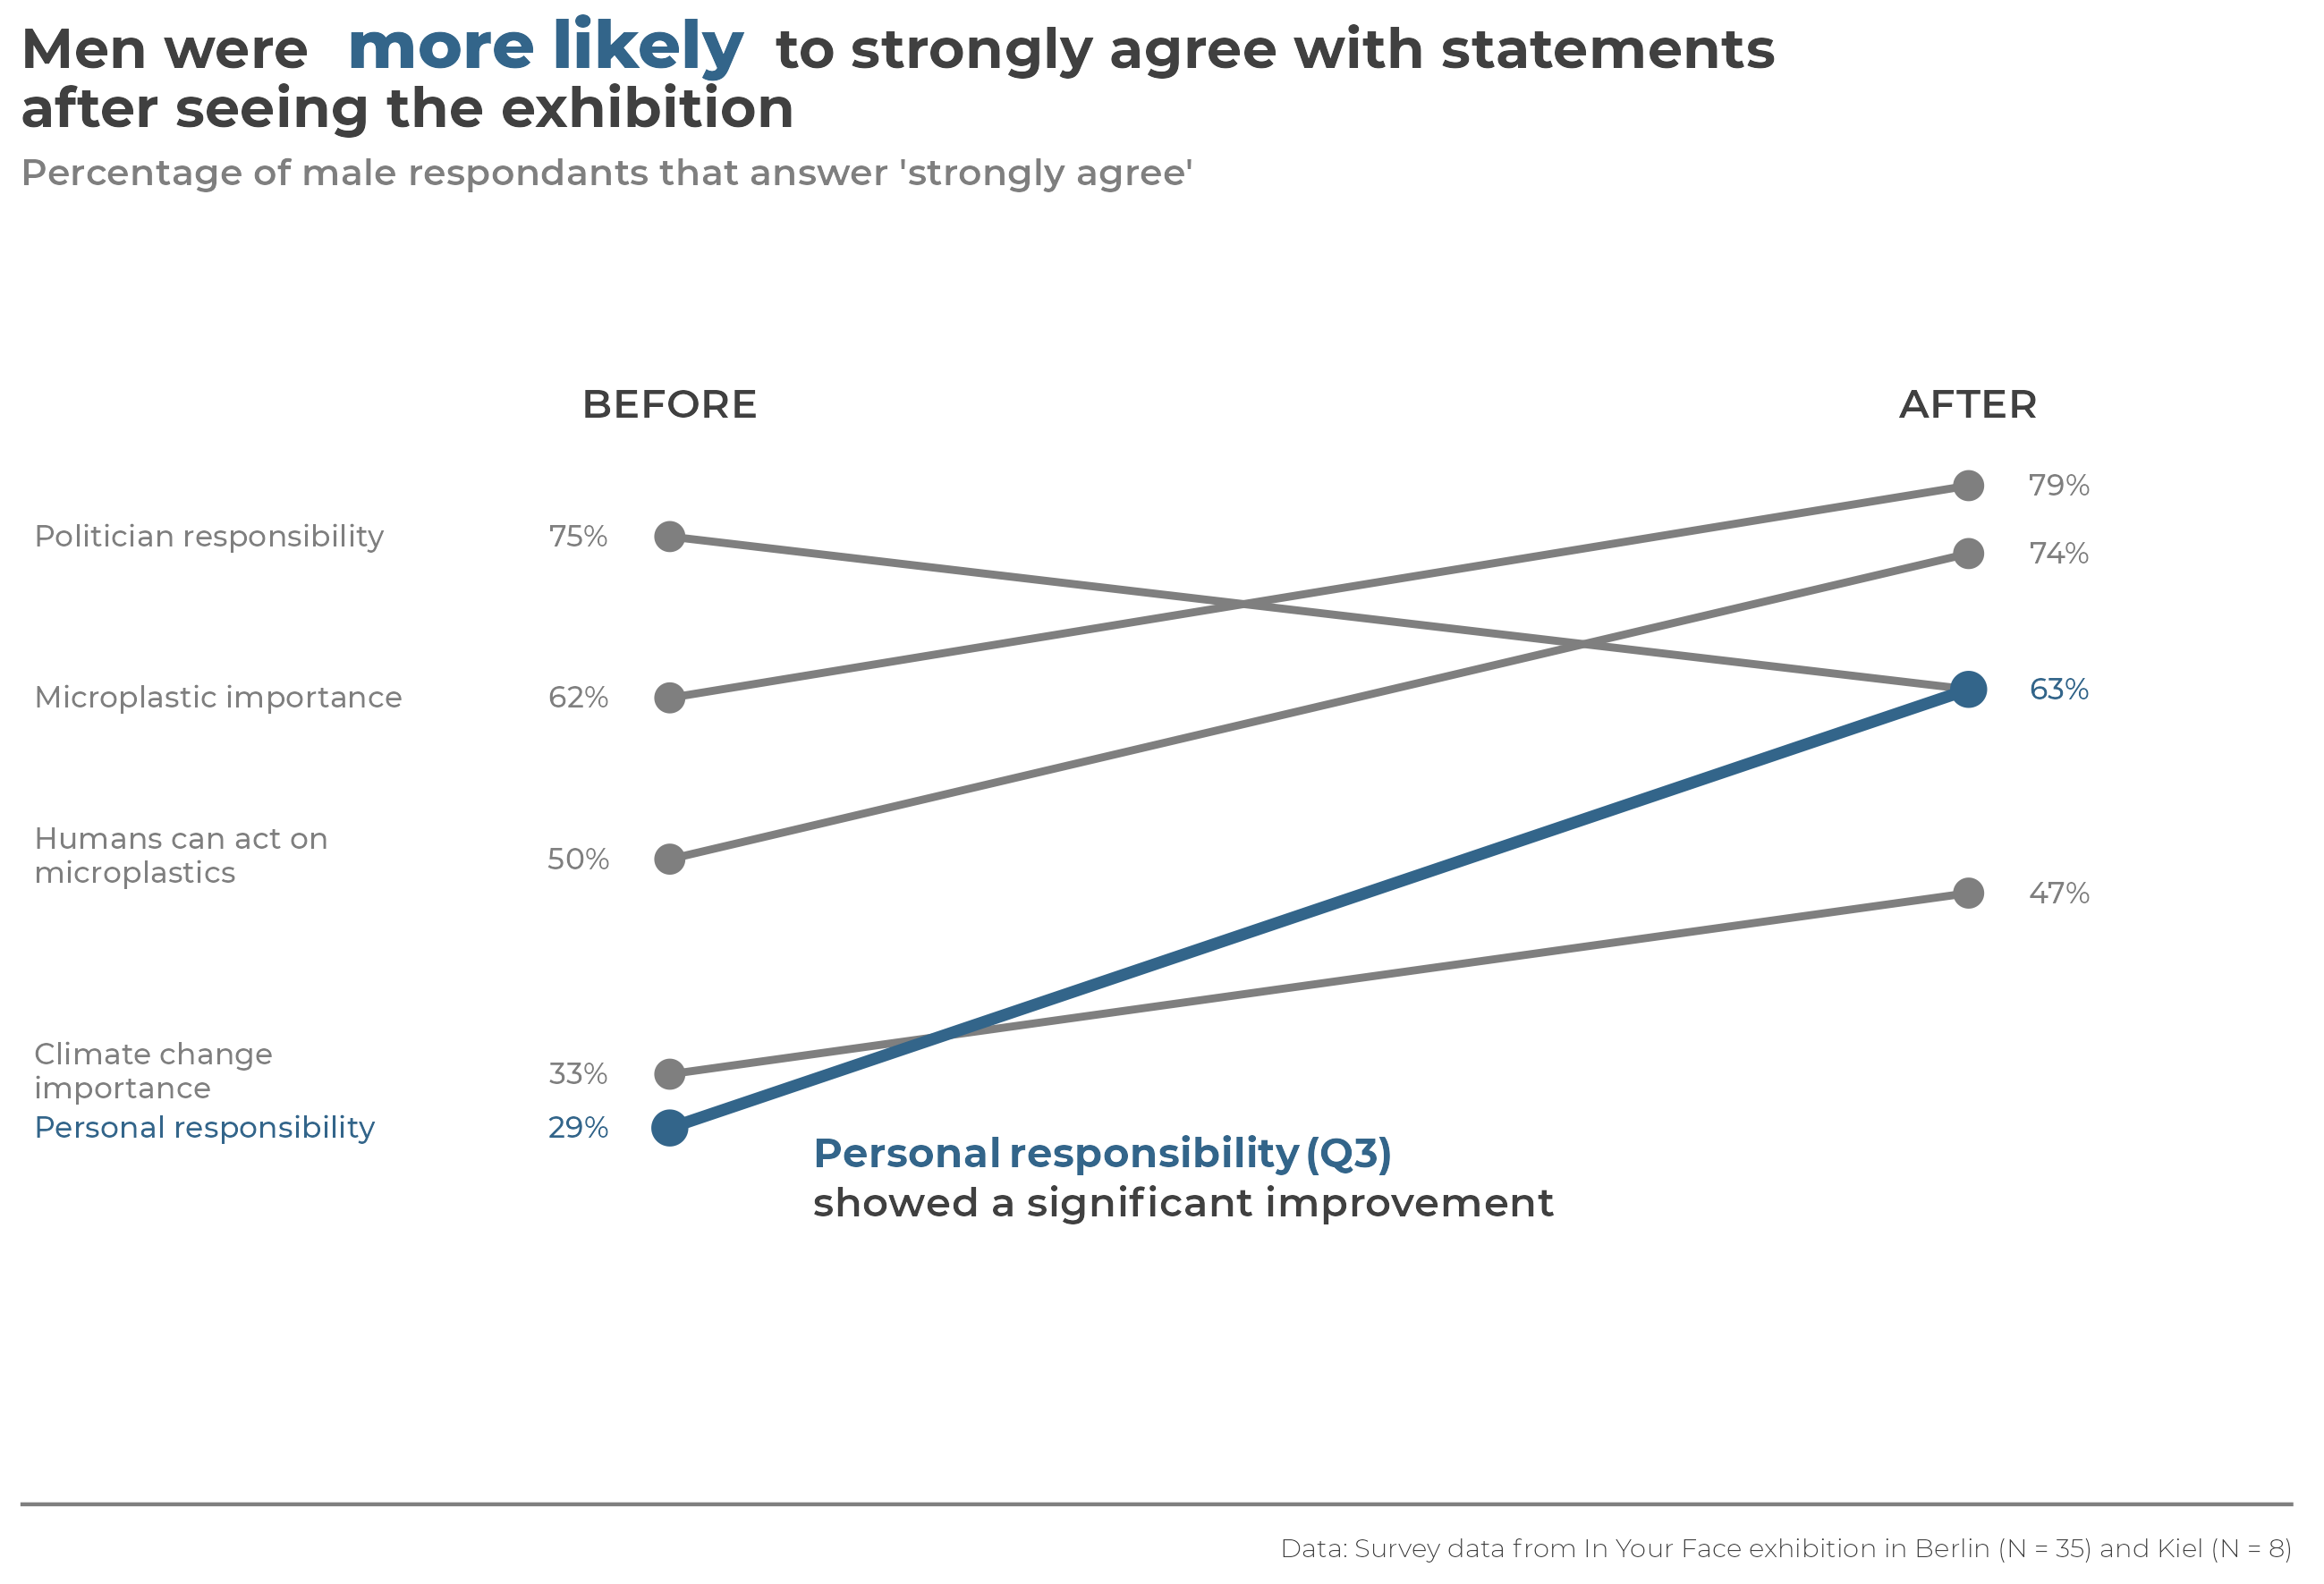 Men were more likely to strongly agree with statements
after seeing the exhibition
Percentage of male respondants that answer 'strongly agree'
BEFORE
AFTER
79%
Politician responsibility
75%
74%
Microplastic importance
62%
63%
Humans can act on
microplastics
50%
47%
Climate change
importance
33%
Personal responsibility
29%
Personal responsibility (Q3)
showed a significant improvement
Data: Survey data from In Your Face exhibition in Berlin (N = 35) and Kiel (N = 8)